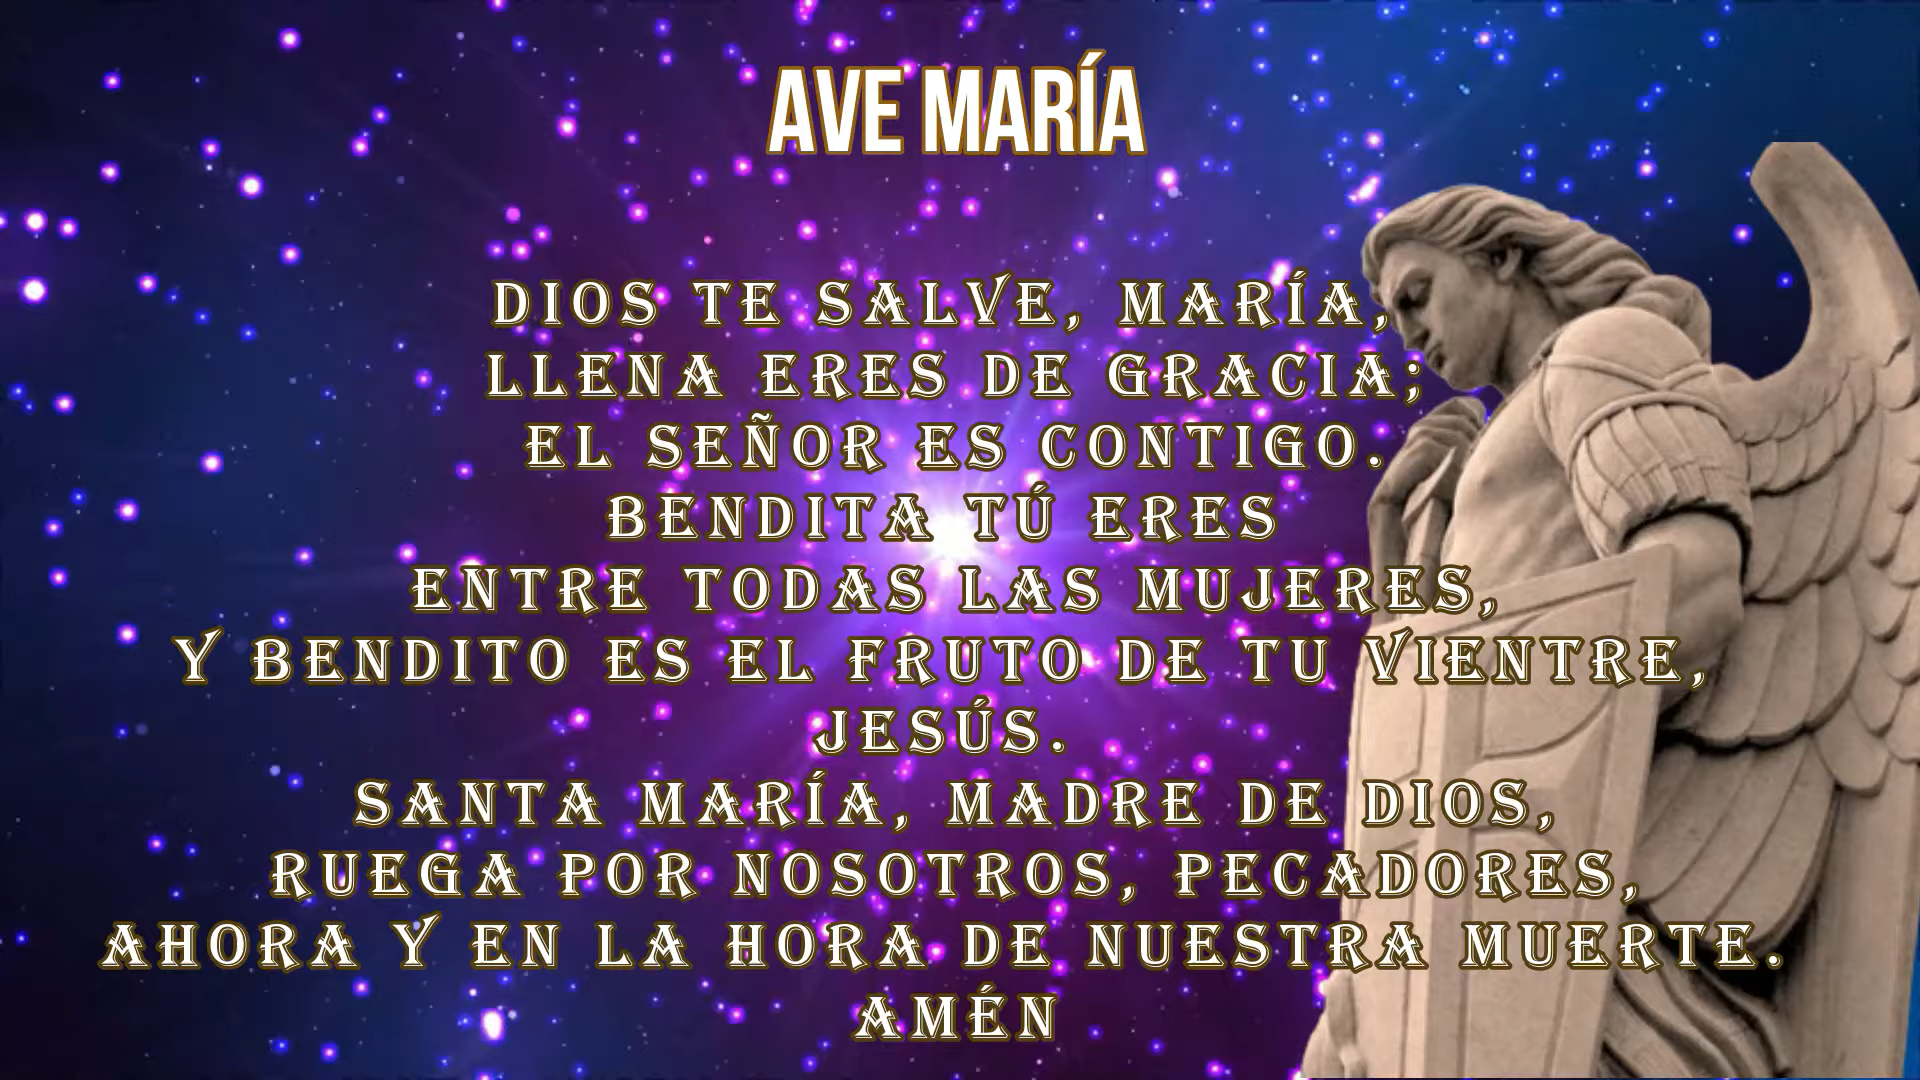 AVE MARÍA
DIOS TE SALVE, MARÍA,
LLENA ERES DE GRACIA;
EL SEÑOR ES CONTIGO.
BENDITA TÚ ERES
ENTRE TODAS LAS MUJERES,
Y BENDITO ES EL FRUTO DE TU VIENTRE,
JESÚS.
SANTA MARÍA, MADRE DE DIOS,
RUEGA POR NOSOTROS, PECADORES,
AHORA Y EN LA HORA DE NUESTRA MUERTE.
AMÉN